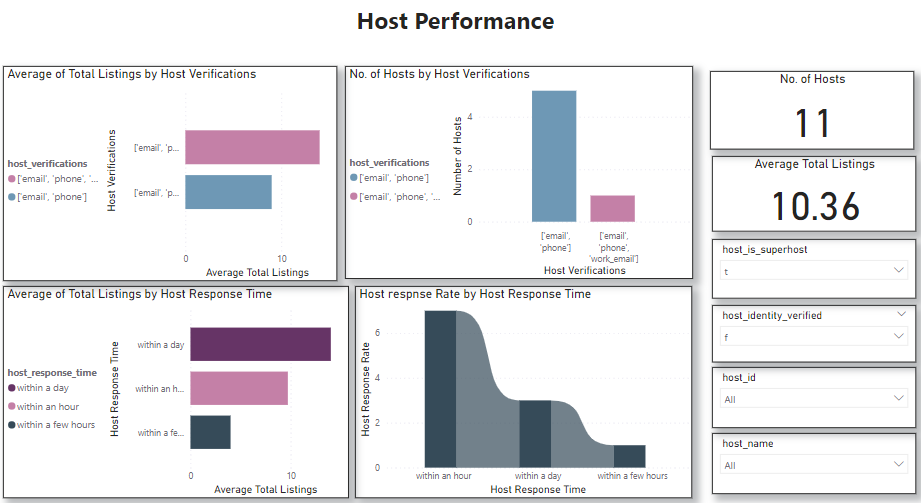 Host Performance
Average of Total Listings by Host Verifications
host_verifications
['email', 'phone', '...
['email', 'phone']
Host Verifications
['email', 'p...
['email', 'p...
0
10
Average Total Listings
No. of Hosts by Host Verifications
host_verifications
['email', 'phone']
['email', 'phone, '...
Number of Hosts
4
2
0
['email',
'phone']
['email',
'phone',
'work_email']
Host Verifications
No. of Hosts
11
Average Total Listings
10.36
host_is_superhost
t
host_identity_verified
f
host_id
All
host_name
All
Average of Total Listings by Host Response Time
host_response_time
within a day
within an hour
within a few hours
Host Response Time
within a day
within an h...
within a fe...
0
10
Average Total Listings
Host respnse Rate by Host Response Time
Host Response Rate
6
4
2
0
within an hour
within a day
within a few hours
Host Response Time